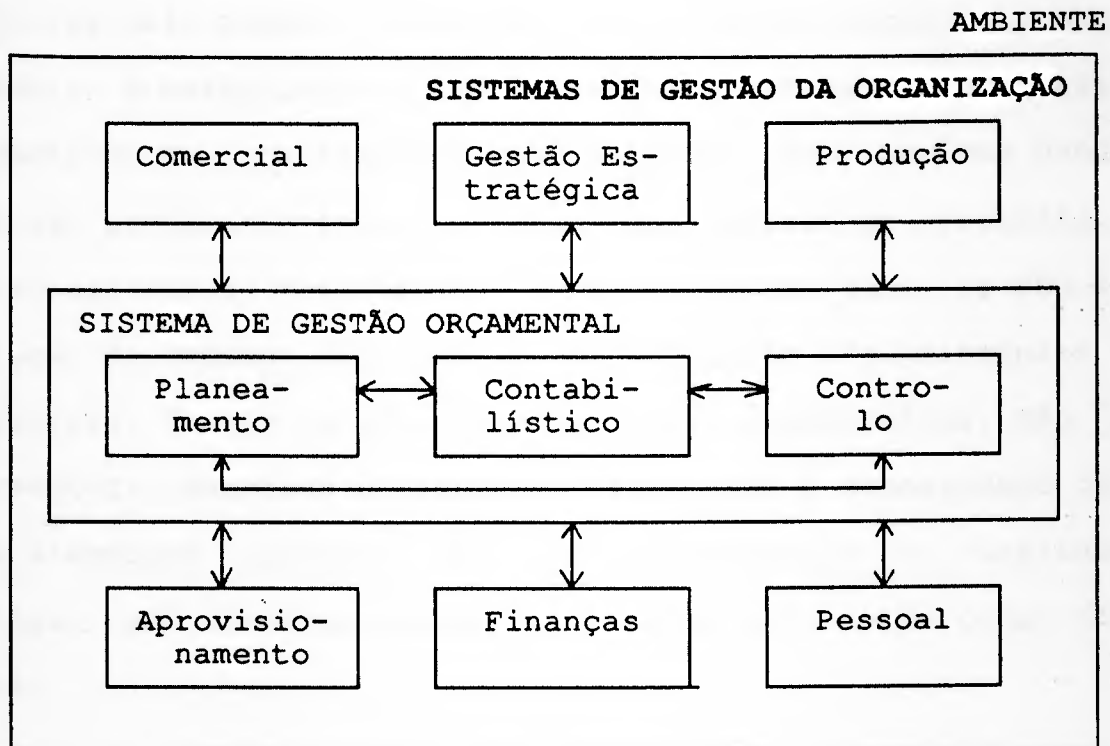 AMBIENTE
SISTEMAS DE GESTÃO DA ORGANIZAÇÃO
Comercial
Gestão Es-
tratégica
Produção
SISTEMA DE GESTÃO ORÇAMENTAL
Planea-
mento
Contabi-
lístico
Contro-
lo
Aprovisio-
namento
Finanças
Pessoal